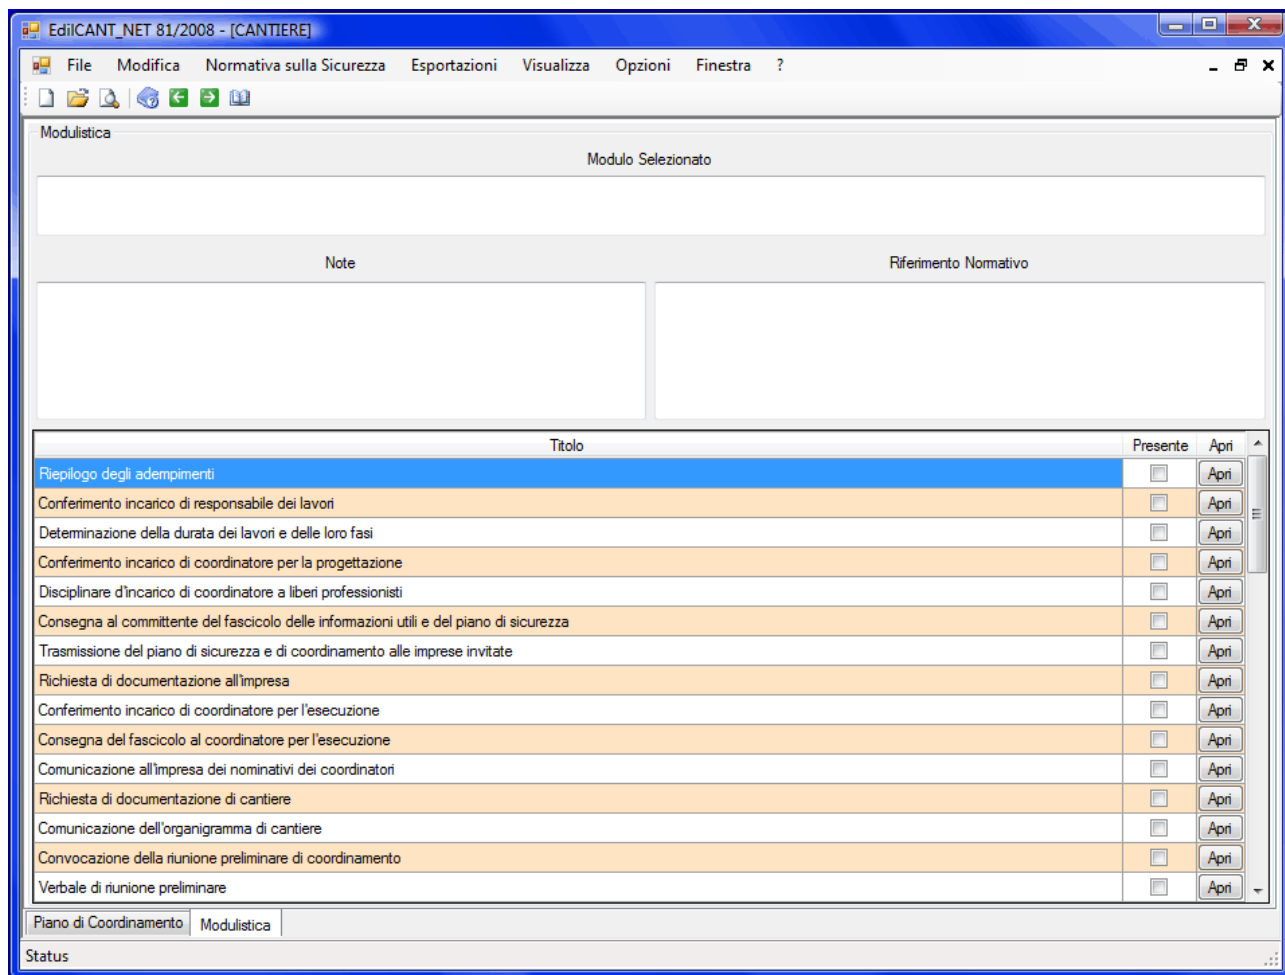 EdilCANT_NET 81/2008 - [CANTIERE]
File Modifica Normativa sulla Sicurezza Esportazioni Visualizza Opzioni Finestra ?
Modulistica
Modulo Selezionato
Note Riferimento Normativo
Titolo Presente Apri
Riepilogo degli adempimenti Apri
Conferimento incarico di responsabile dei lavori Apri
Determinazione della durata dei lavori e delle loro fasi Apri
Conferimento incarico di coordinatore per la progettazione Apri
Disciplinare d'incarico di coordinatore a liberi professionisti Apri
Consegna al committente del fascicolo delle informazioni utili e del piano di sicurezza Apri
Trasmissione del piano di sicurezza e di coordinamento alle imprese invitate Apri
Richiesta di documentazione all'impresa Apri
Conferimento incarico di coordinatore per l'esecuzione Apri
Consegna del fascicolo al coordinatore per l'esecuzione Apri
Comunicazione all'impresa dei nominativi dei coordinatori Apri
Richiesta di documentazione di cantiere Apri
Comunicazione dell'organigramma di cantiere Apri
Convocazione della riunione preliminare di coordinamento Apri
Verbale di riunione preliminare Apri
Piano di Coordinamento Modulistica
Status